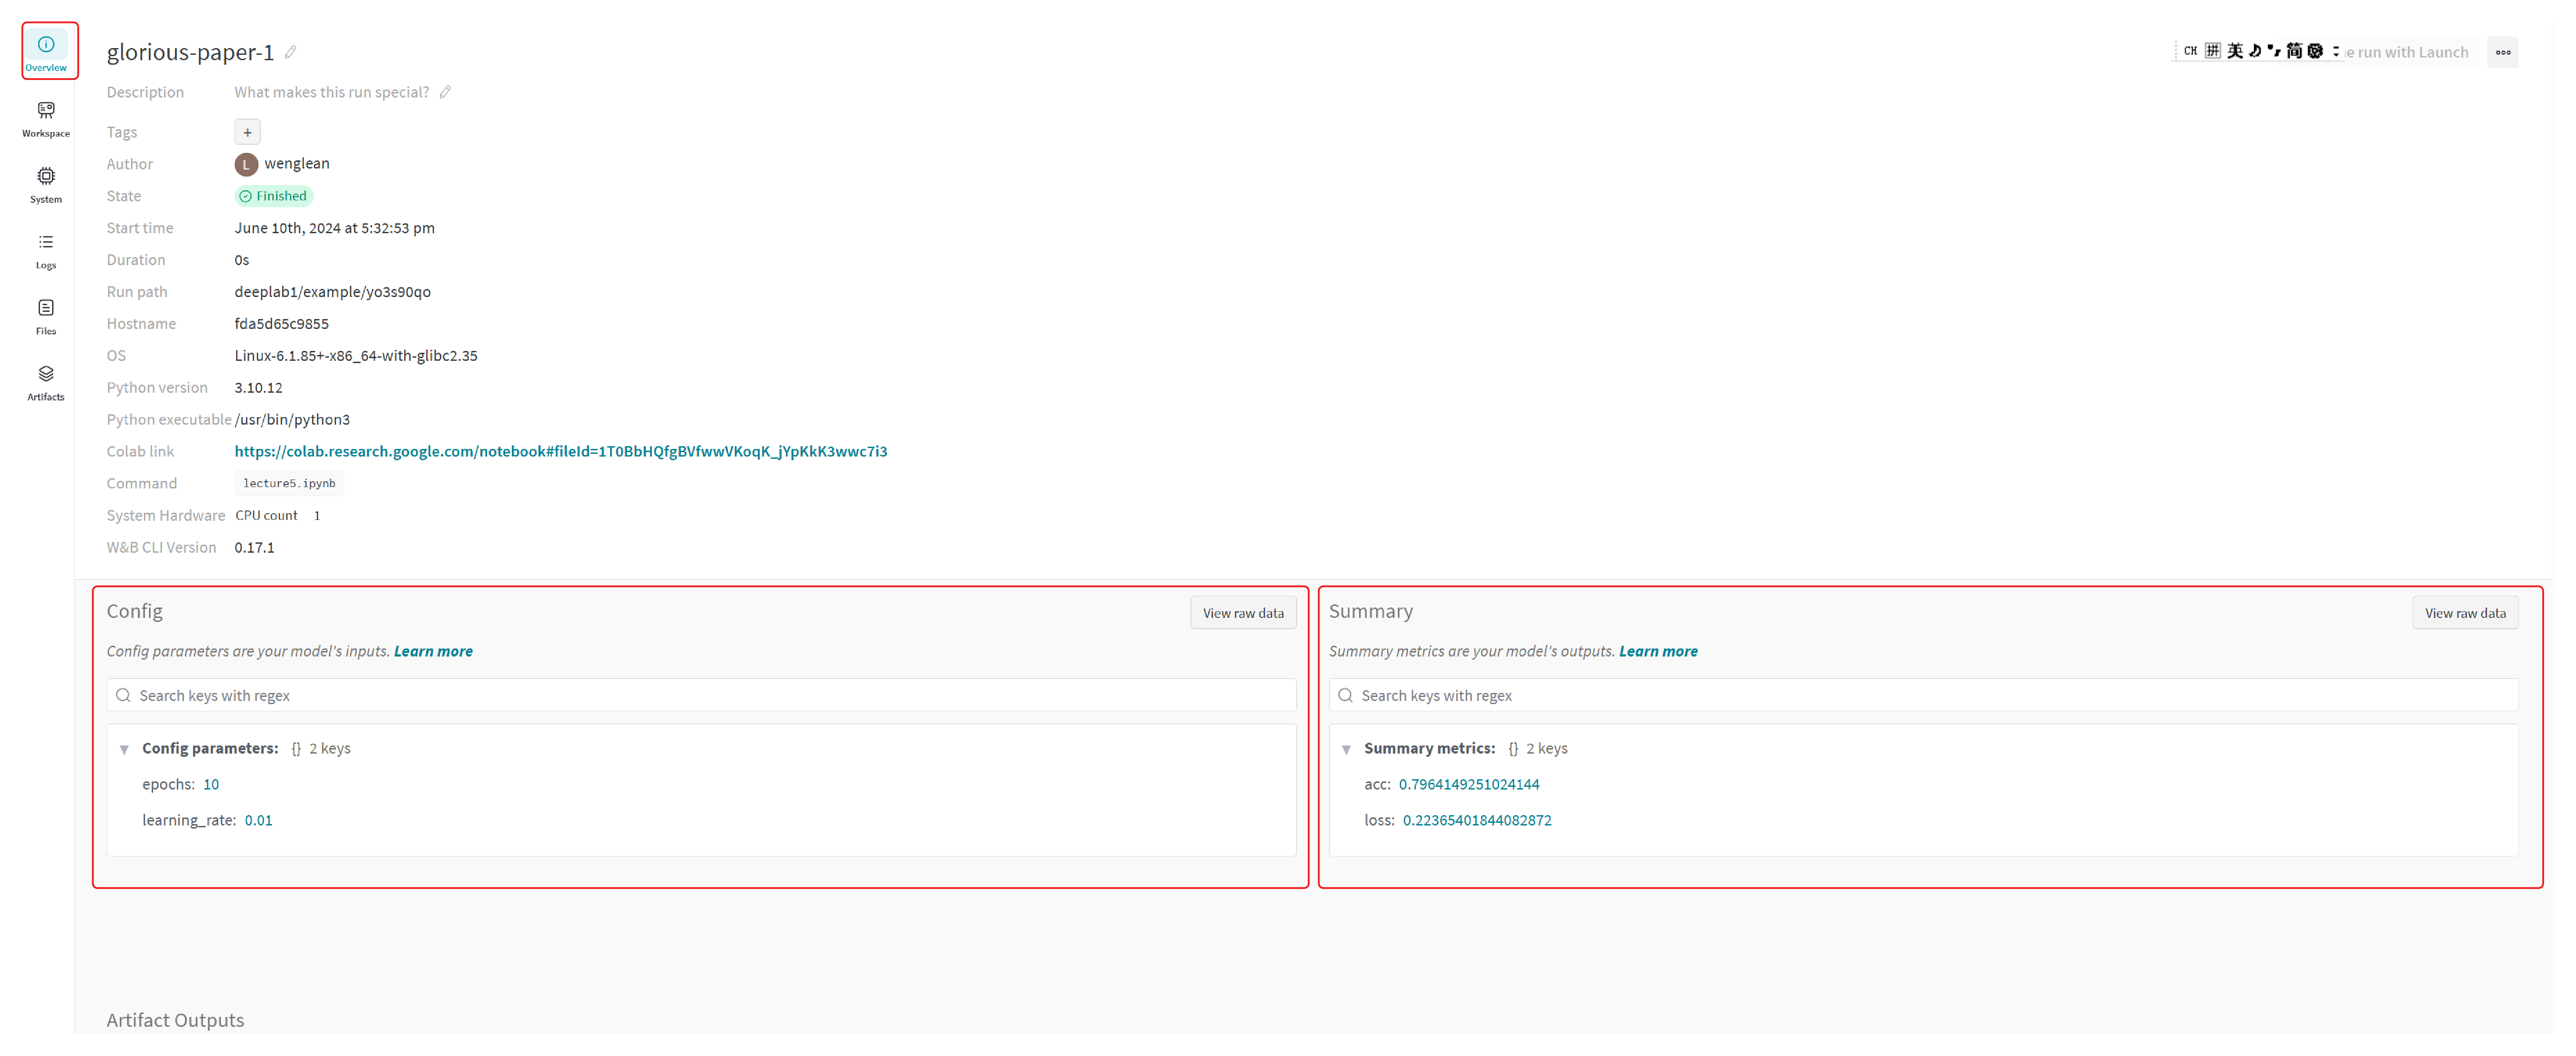 Overview
Workspace
System
Logs
Files
Artifacts
glorious-paper-1
CH 拼 英 简 e run with Launch
Description What makes this run special?
Tags +
Author L wenglean
State Finished
Start time June 10th, 2024 at 5:32:53 pm
Duration 0s
Run path deeplab1/example/yo3s90qo
Hostname fda5d65c9855
OS Linux-6.1.85+-x86_64-with-glibc2.35
Python version 3.10.12
Python executable /usr/bin/python3
Colab link https://colab.research.google.com/notebook#fileId=1T0BbHQfgBVfwwVKoqK_jYpKkK3wwc7i3
Command lecture5.ipynb
System Hardware CPU count 1
W&B CLI Version 0.17.1
Config View raw data
Config parameters are your model's inputs. Learn more
Search keys with regex
Config parameters: {} 2 keys
epochs: 10
learning_rate: 0.01
Summary View raw data
Summary metrics are your model's outputs. Learn more
Search keys with regex
Summary metrics: {} 2 keys
acc: 0.7964149251024144
loss: 0.22365401844082872
Artifact Outputs